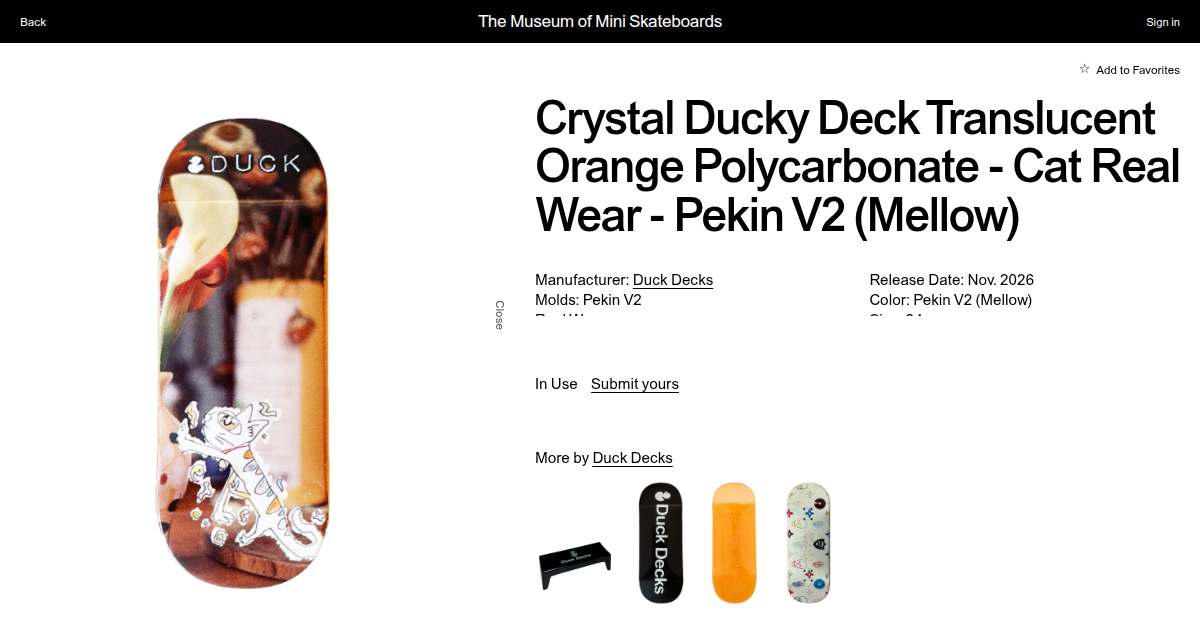 Back
The Museum of Mini Skateboards
Sign in
☆ Add to Favorites
DUCK
Crystal Ducky Deck Translucent
Orange Polycarbonate - Cat Real
Wear - Pekin V2 (Mellow)
Manufacturer: Duck Decks
Release Date: Nov. 2026
Molds: Pekin V2
Color: Pekin V2 (Mellow)
Close
In Use Submit yours
More by Duck Decks
Duck Decks
Duck Decks